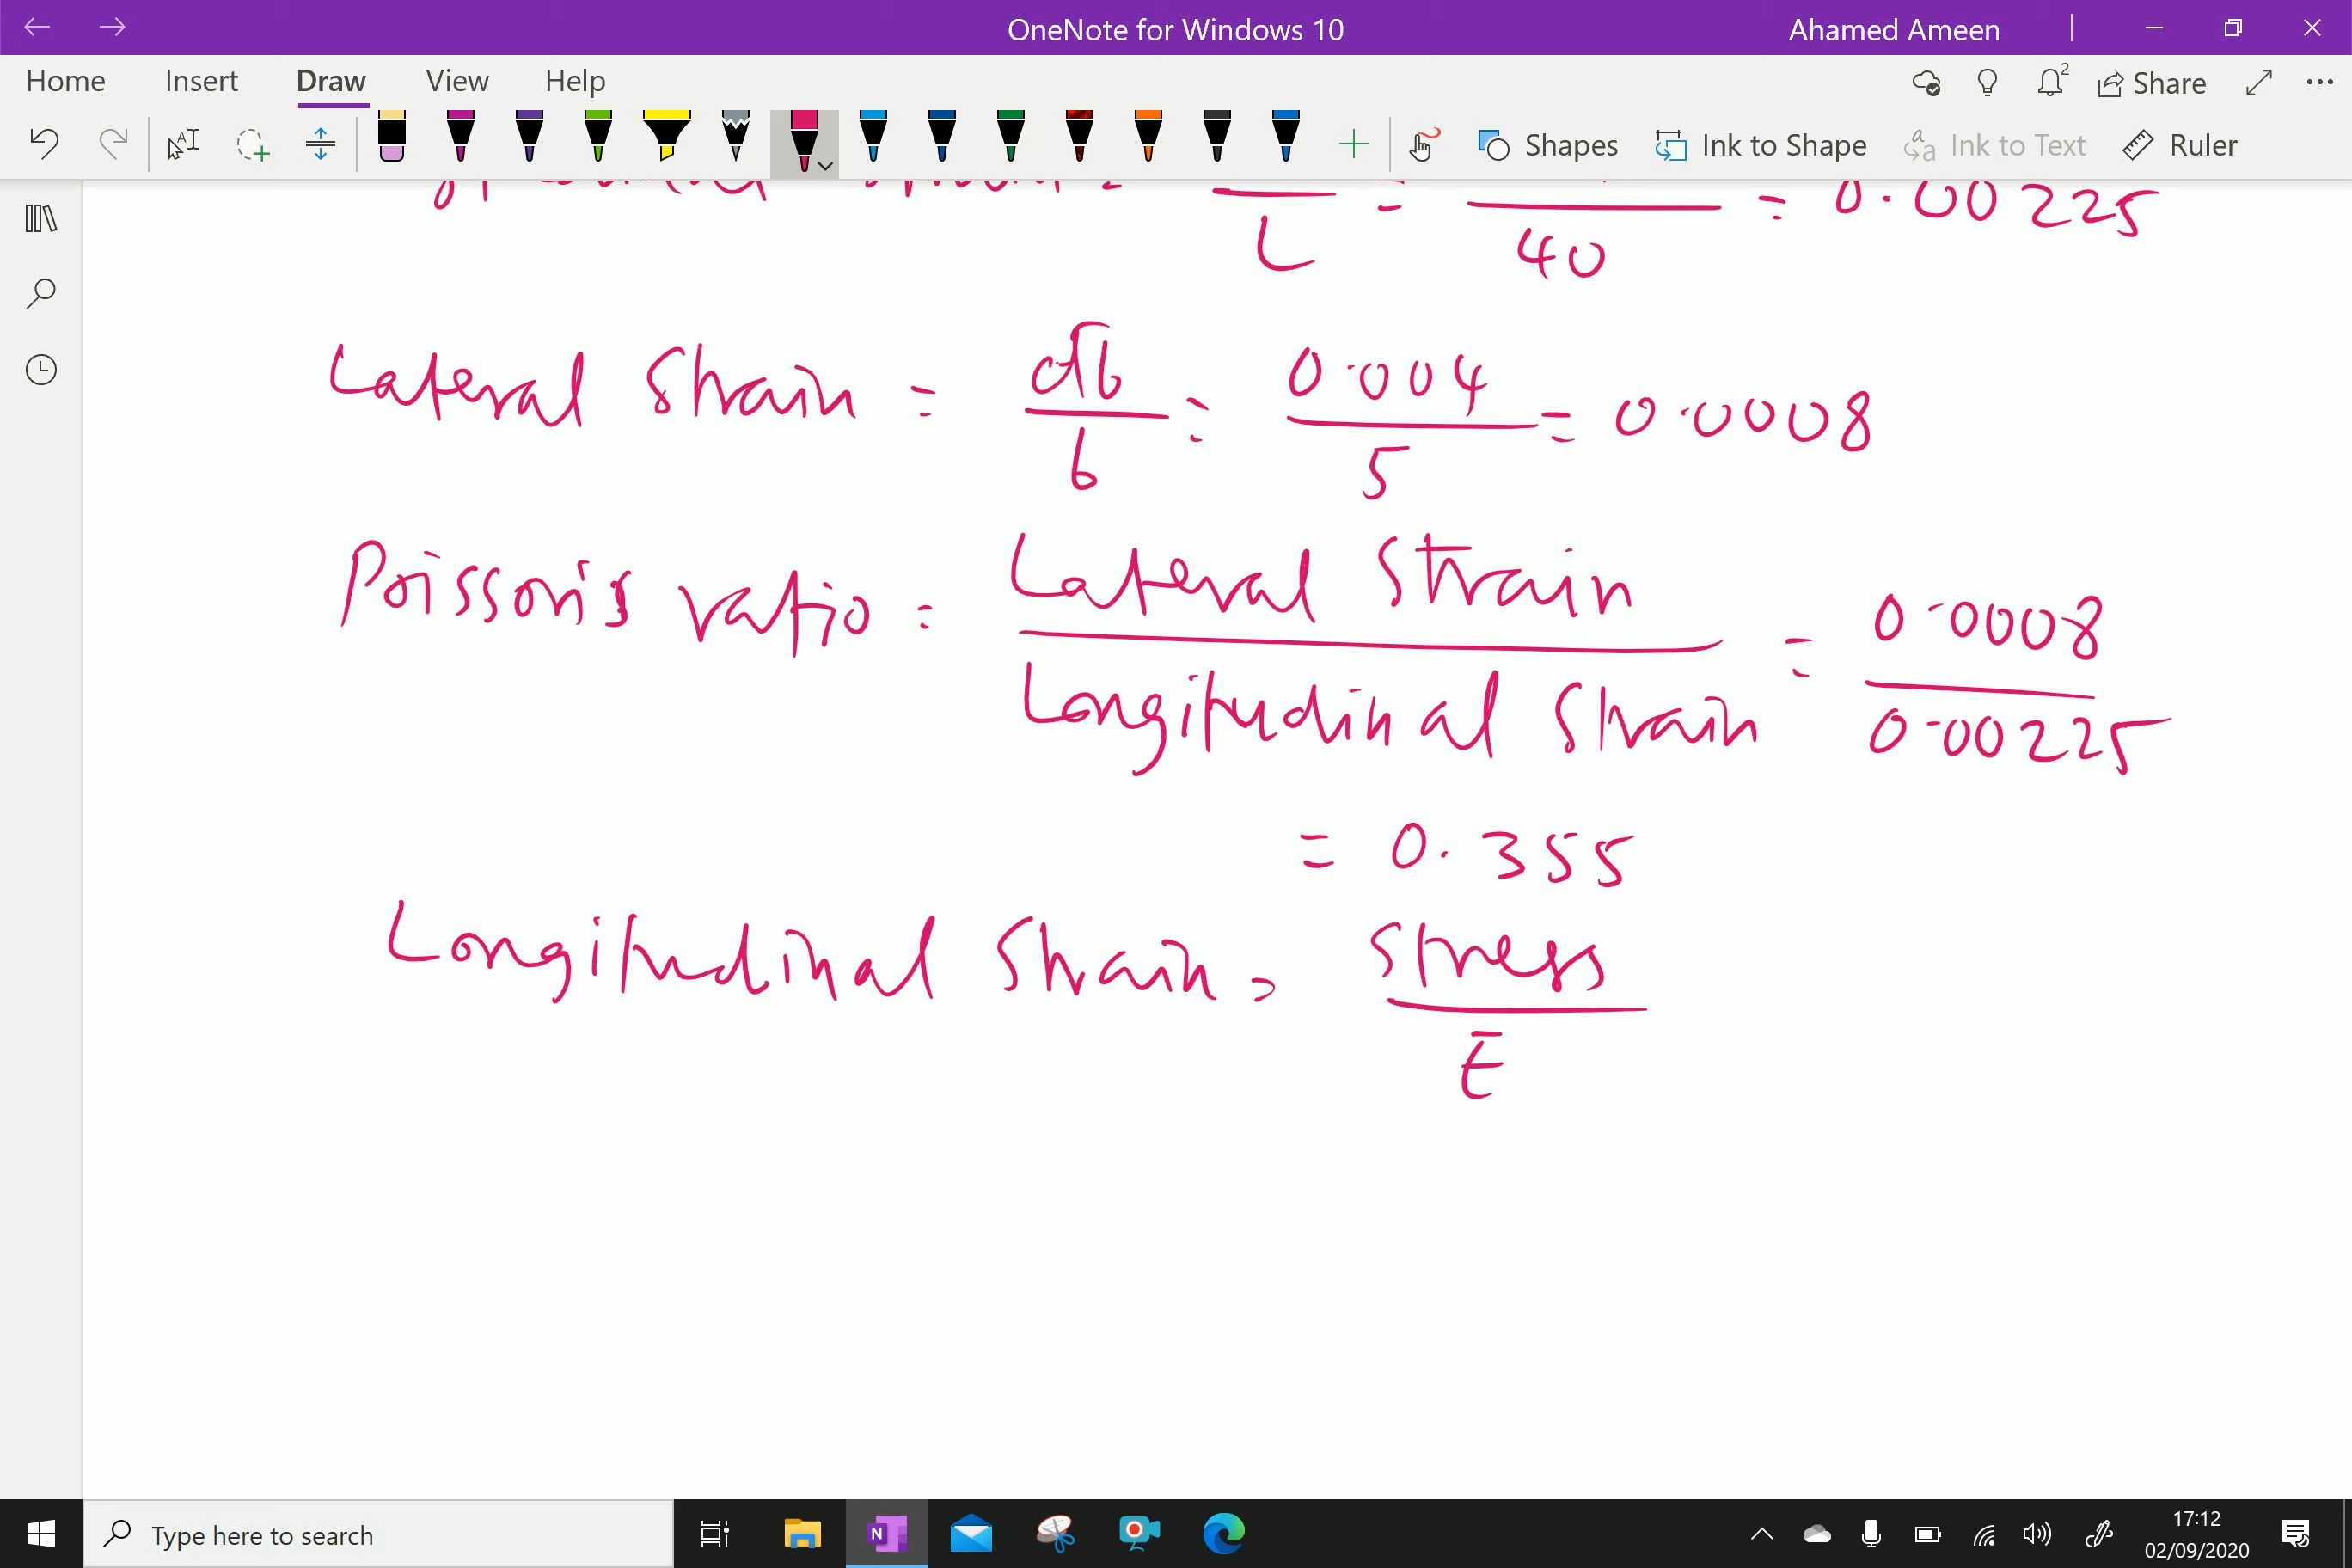 OneNote for Windows 10 Ahamed Ameen
Home Insert Draw View Help 2 Share
Shapes Ink to Shape Ink to Text Ruler
L = 40 = 0.00225
Lateral Strain = db/b = 0.004/5 = 0.0008
Poisson's ratio = Lateral Strain/Longitudinal Strain = 0.0008/0.00225
= 0.355
Longitudinal Strain = Stress/E
Type here to search
17:12
02/09/2020